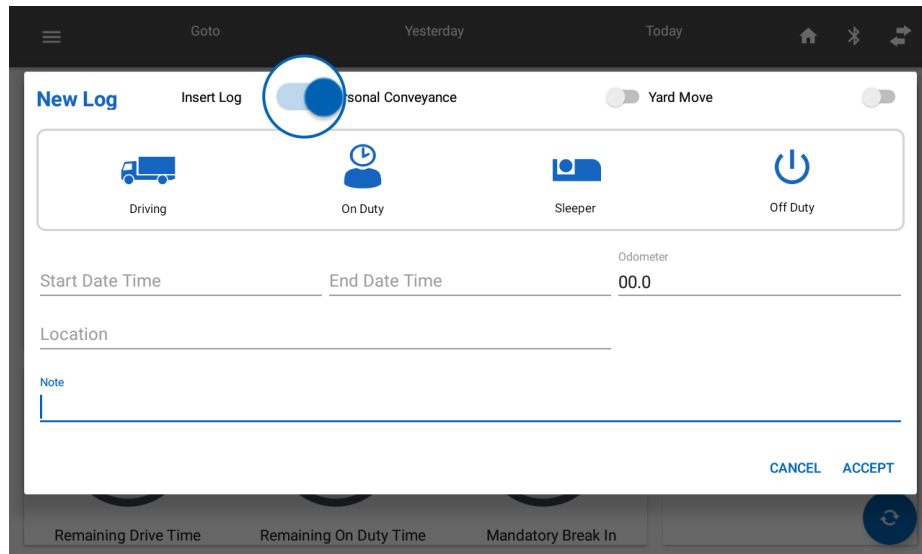 Goto Yesterday Today
New Log Insert Log rsonal Conveyance Yard Move
Driving On Duty Sleeper Off Duty
Odometer
Start Date Time End Date Time 00.0
Location
Note
CANCEL ACCEPT
Remaining Drive Time Remaining On Duty Time Mandatory Break In